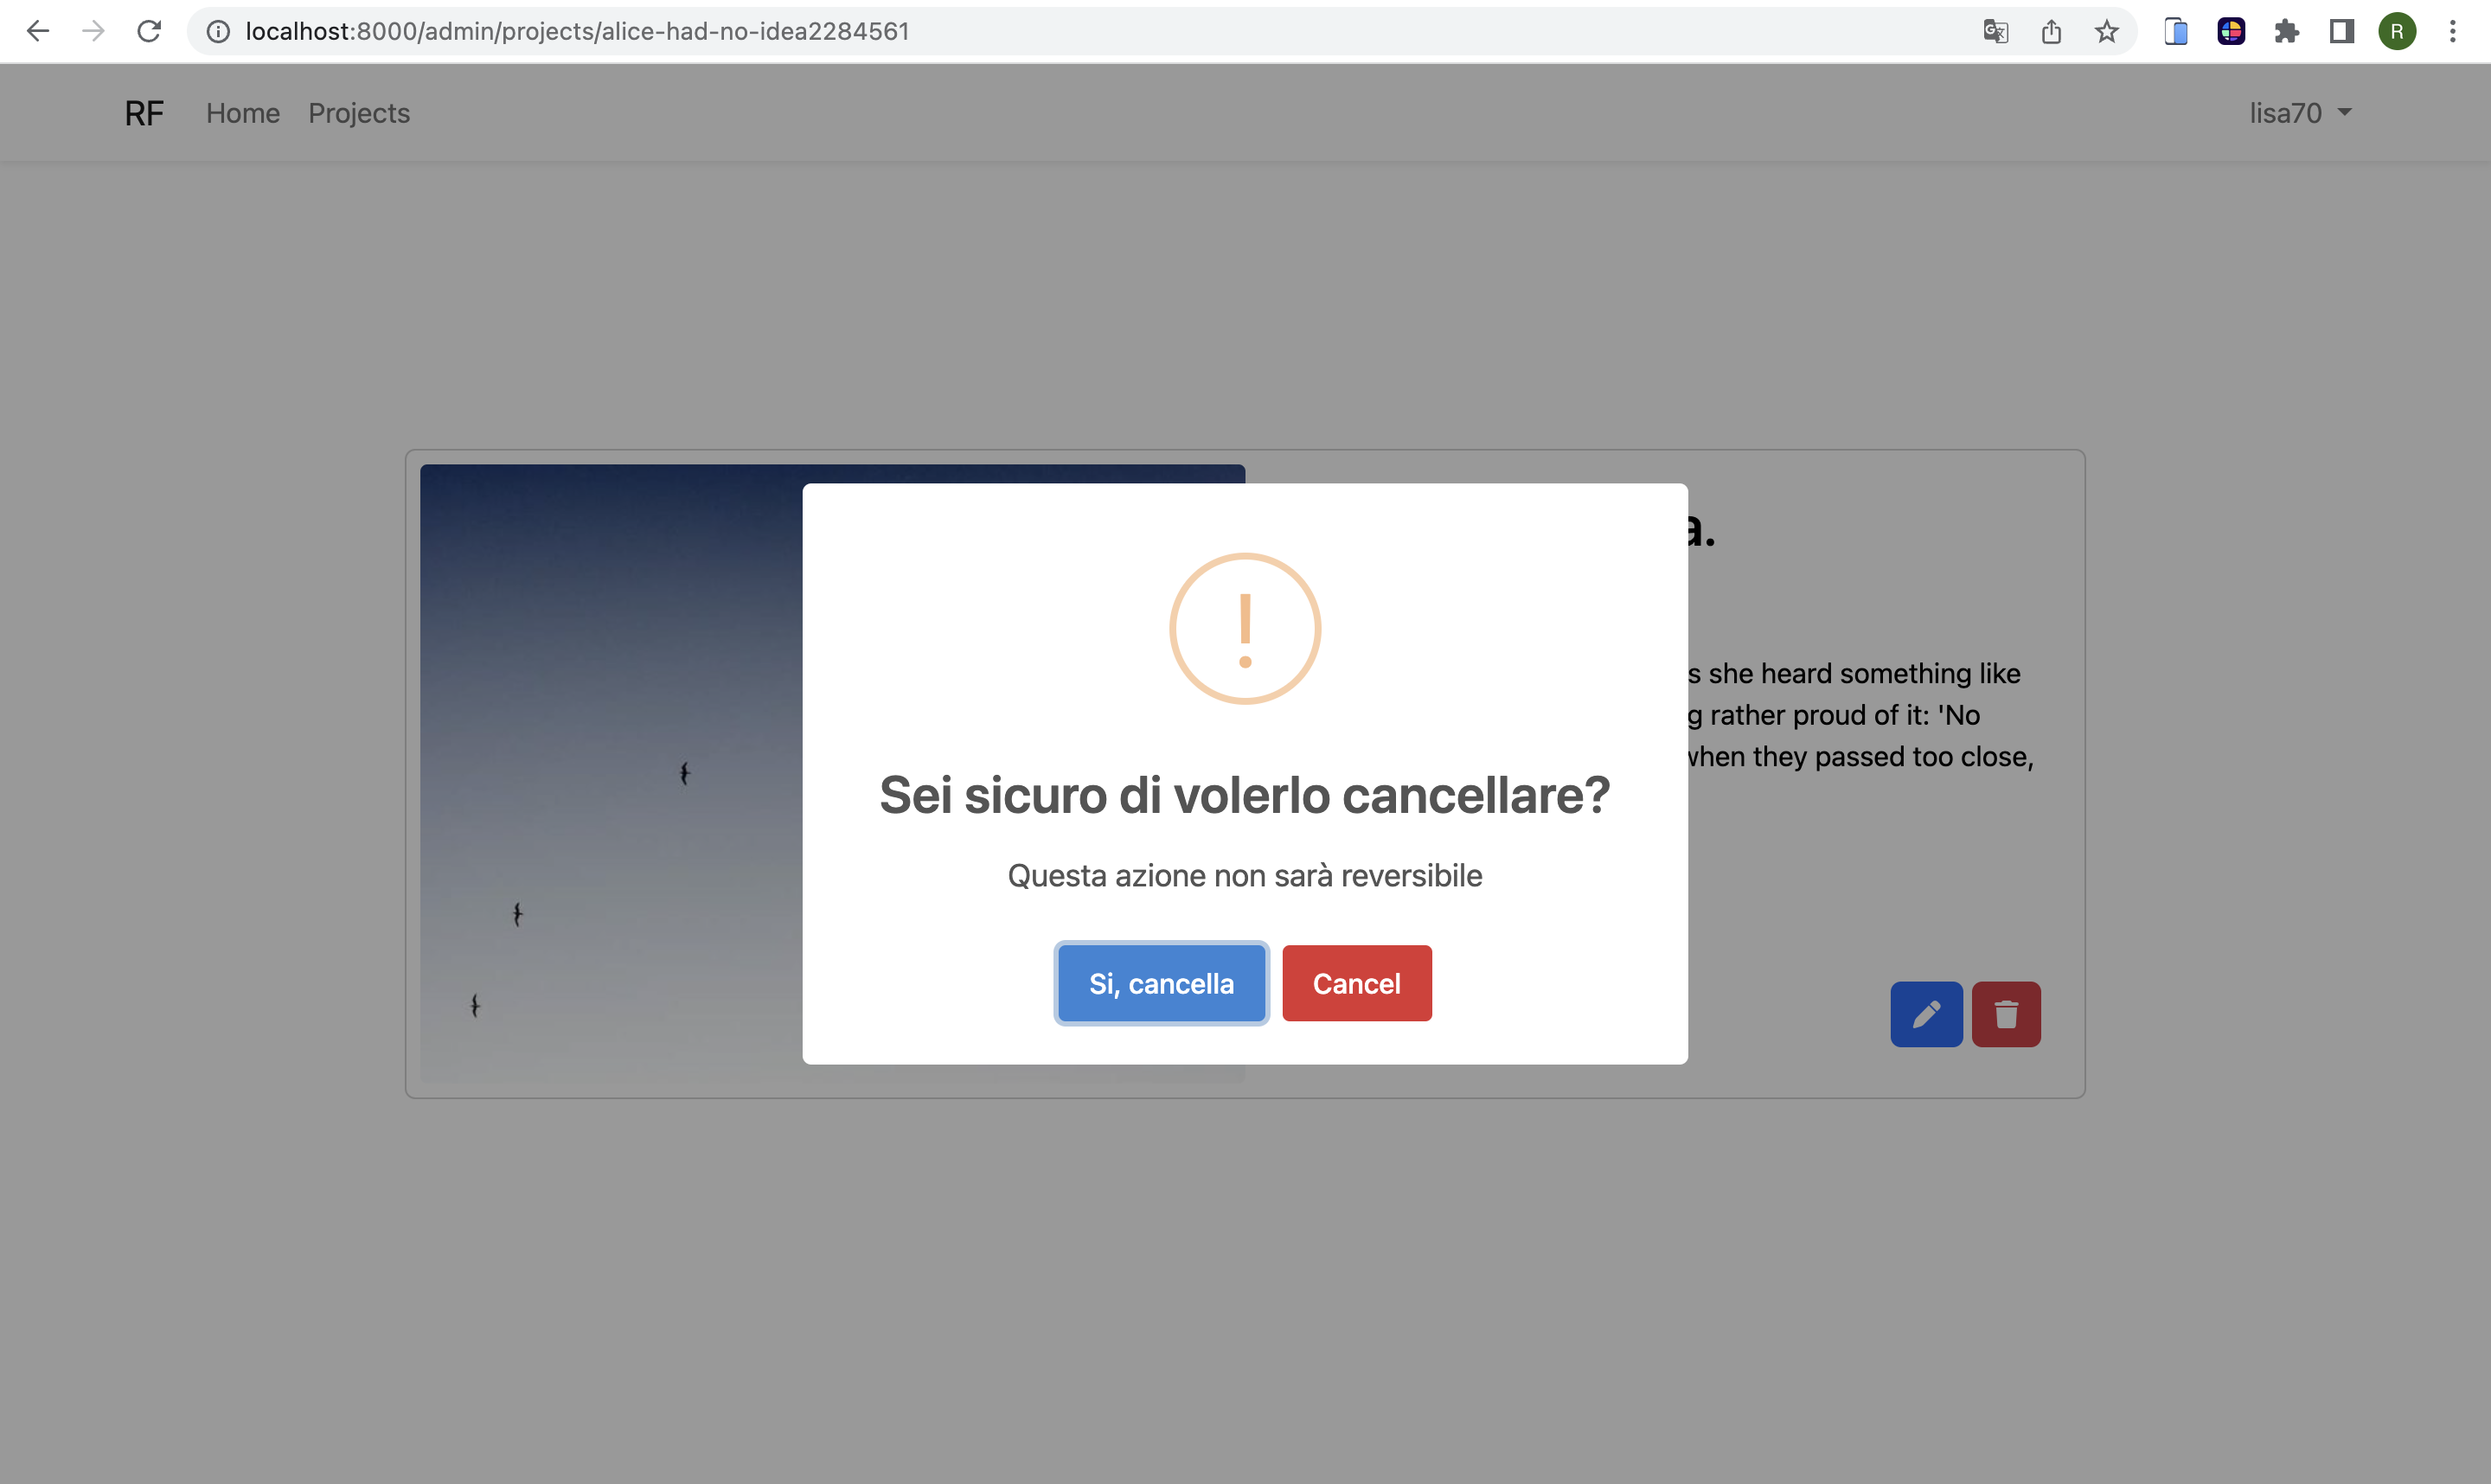 localhost:8000/admin/projects/alice-had-no-idea2284561
R
RF Home Projects lisa70
a.
s she heard something like
g rather proud of it: 'No
when they passed too close,
Sei sicuro di volerlo cancellare?
Questa azione non sarà reversibile
Si, cancella Cancel